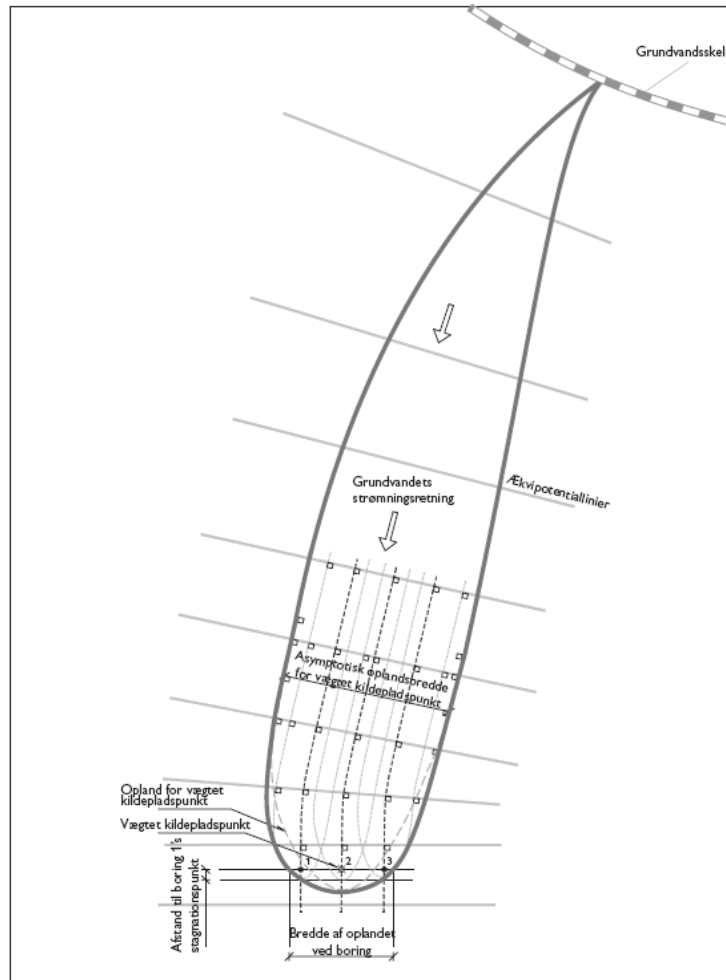 Grundvandsskel
Grundvandets
strømningsretning
Ækvipotentiallinier
Asymptotisk oplandsbredde
for vægtet kildepladspunkt
Opland for vægtet
kildepladspunkt
Vægtet kildepladspunkt
1 2 3
Afstand til boring 1's
stagnationspunkt
Bredde af oplandet
ved boring